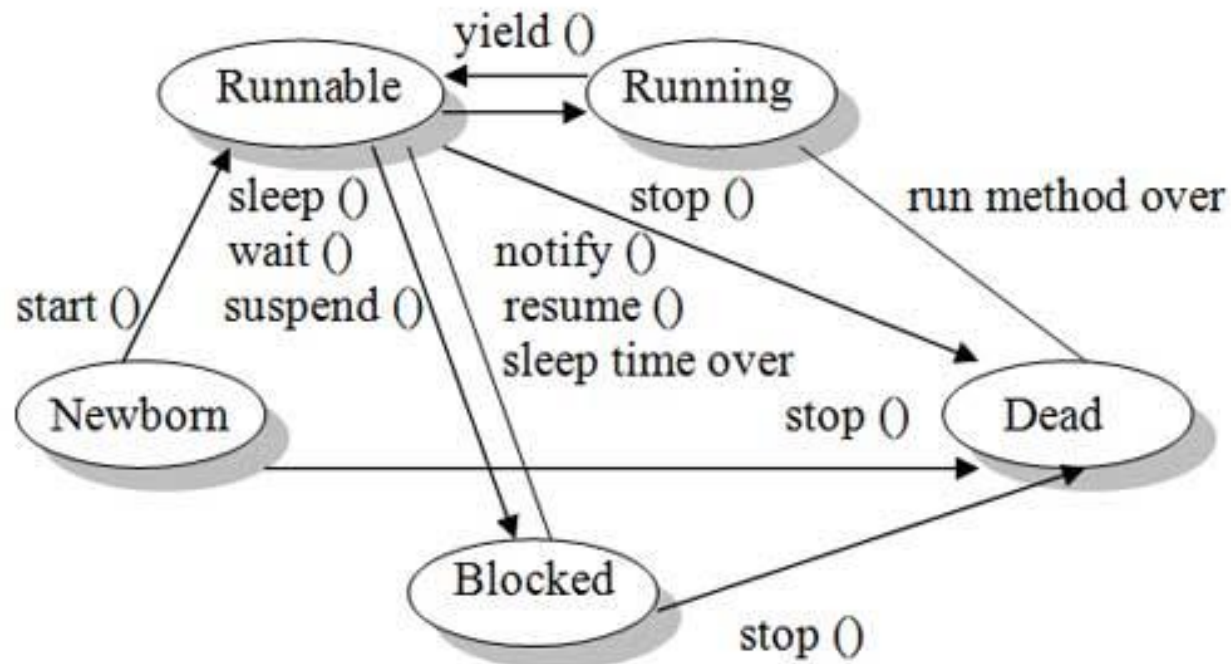 yield ()
Runnable
Running
sleep ()
stop ()
run method over
wait ()
notify ()
start ()
suspend ()
resume ()
sleep time over
Newborn
stop ()
Dead
Blocked
stop ()